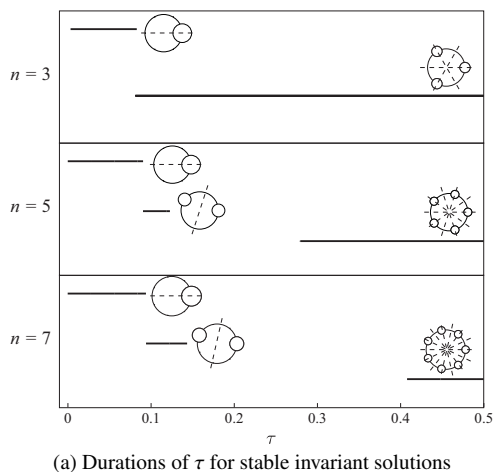 n = 3
n = 5
n = 7
0 0.1 0.2 0.3 0.4 0.5
τ
(a) Durations of τ for stable invariant solutions